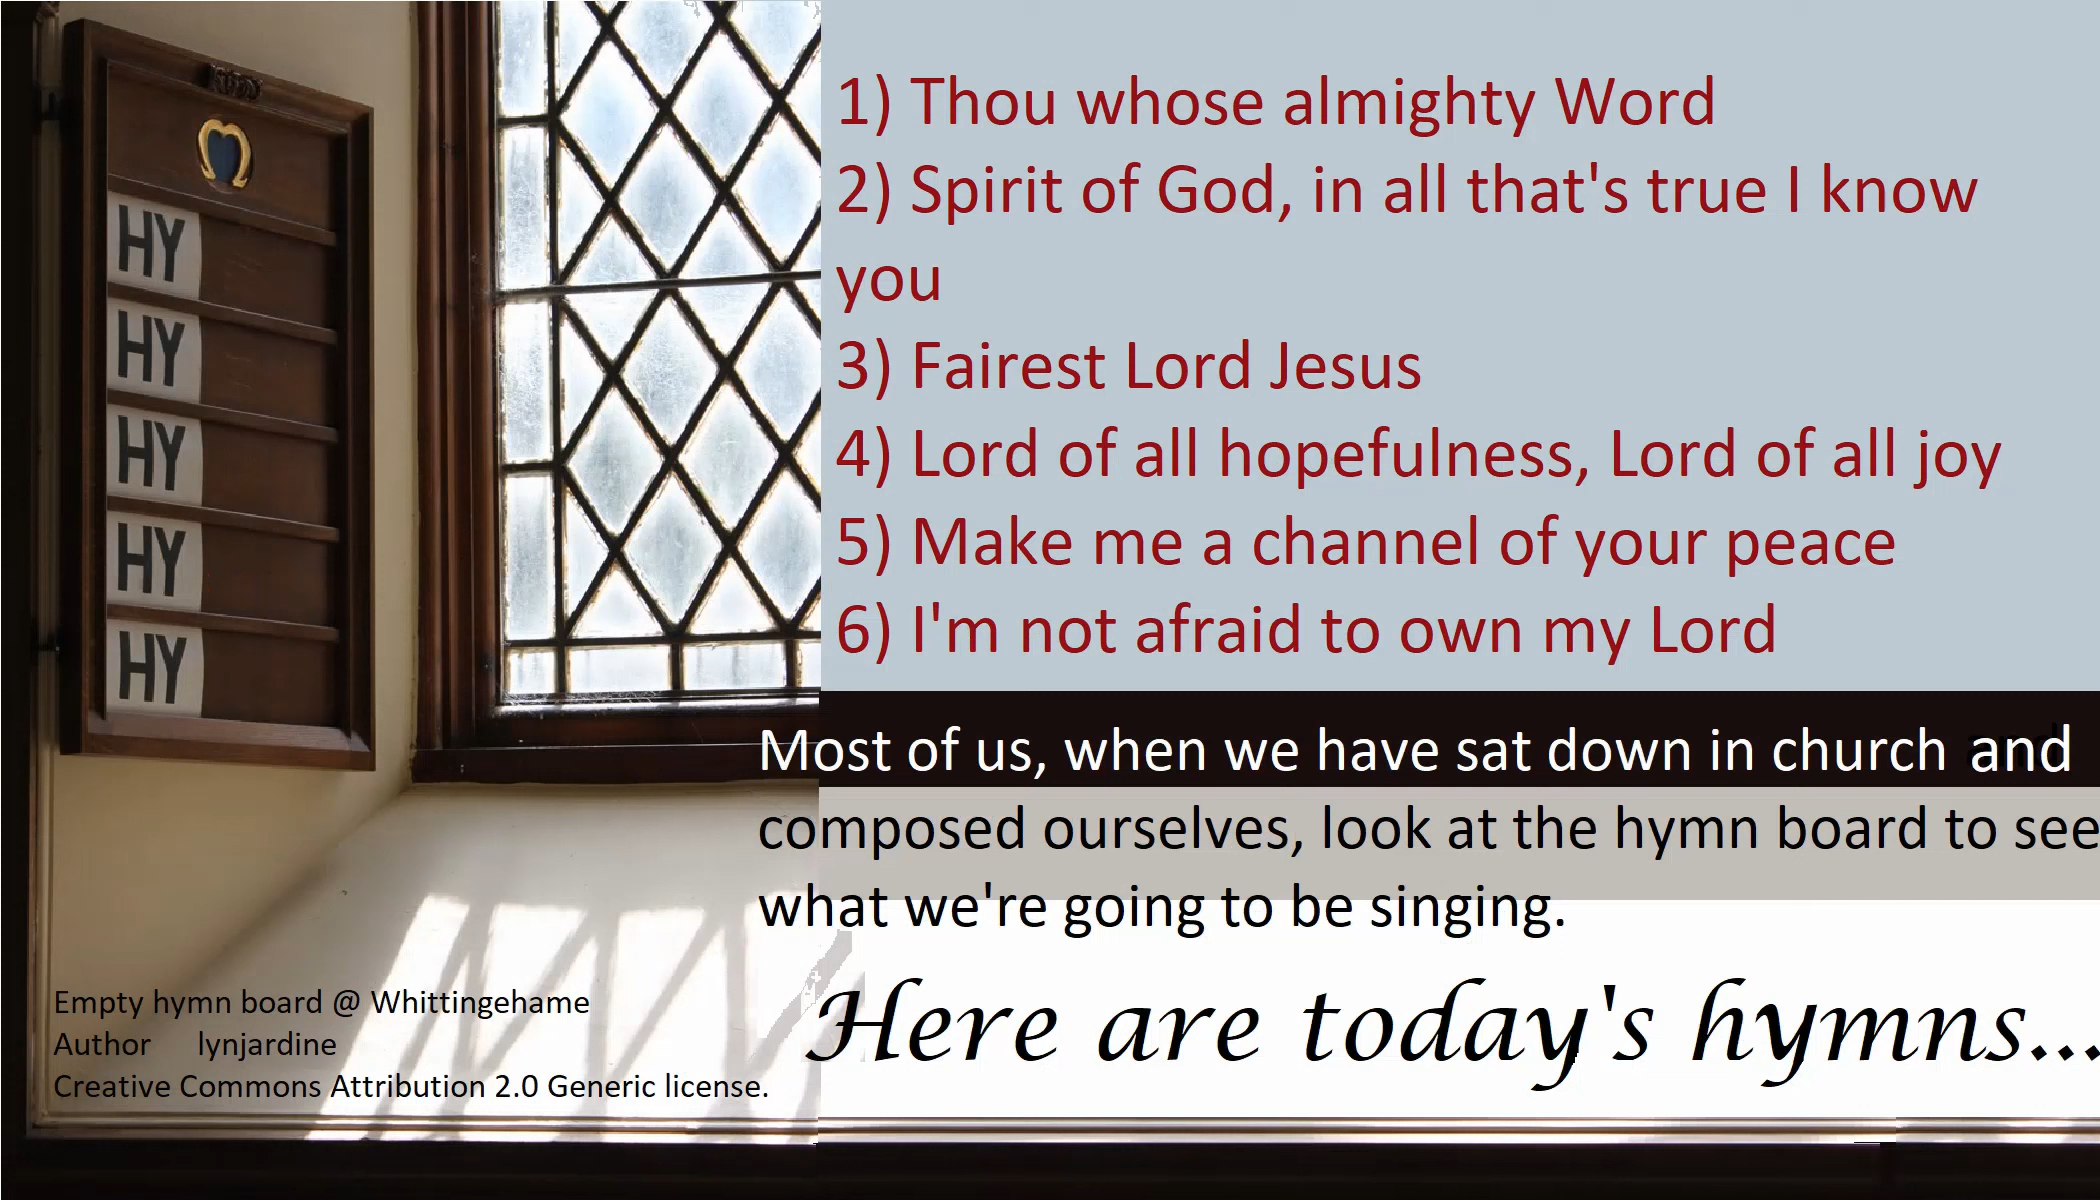 HY
HY
HY
HY
HY
1) Thou whose almighty Word
2) Spirit of God, in all that's true I know
you
3) Fairest Lord Jesus
4) Lord of all hopefulness, Lord of all joy
5) Make me a channel of your peace
6) I'm not afraid to own my Lord
Most of us, when we have sat down in church and
composed ourselves, look at the hymn board to see
what we're going to be singing.
Here are today's hymns...
Empty hymn board @ Whittingehame
Author lynjardine
Creative Commons Attribution 2.0 Generic license.